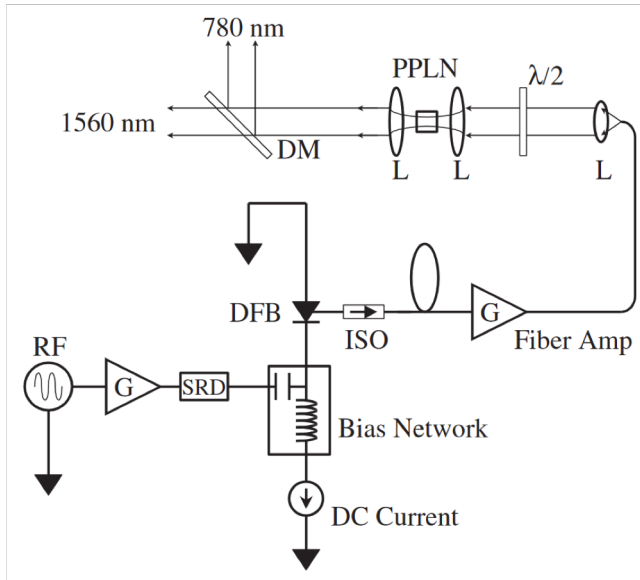 780 nm
PPLN
λ/2
1560 nm
DM
L
L
L
DFB
ISO
G
Fiber Amp
RF
G
SRD
Bias Network
DC Current